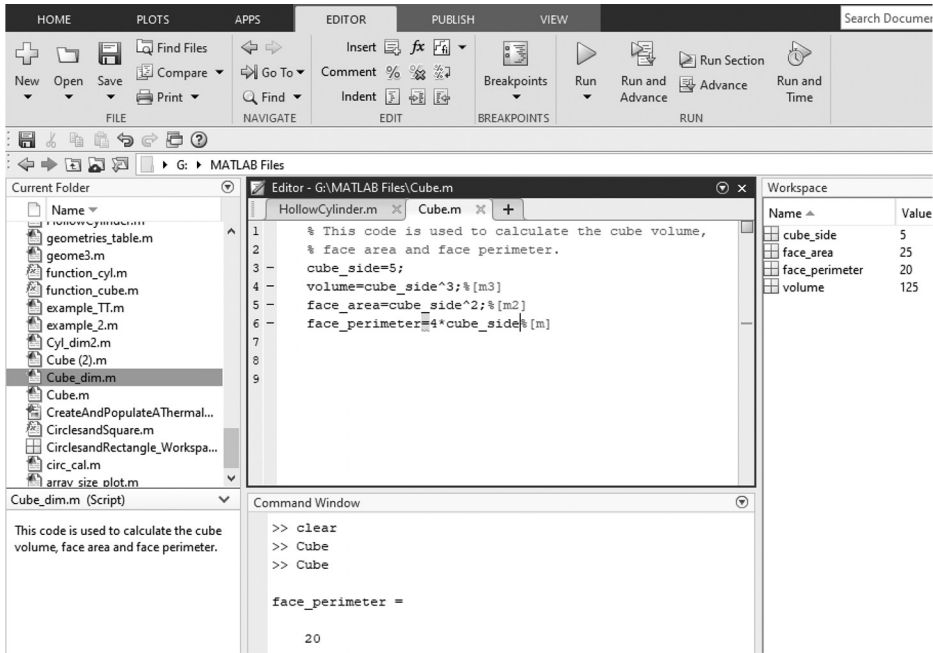 HOME PLOTS APPS EDITOR PUBLISH VIEW Search Documen
New Open Save Find Files Compare Print
FILE
Go To Find
NAVIGATE
Insert fx
Comment % %
Indent
EDIT
Breakpoints
BREAKPOINTS
Run Run and Advance Run Section Advance Run and Time
RUN
G: MATLAB Files
Current Folder
Name
HollowCylinder.m
geometries_table.m
geome3.m
function_cyl.m
function_cube.m
example_TT.m
example_2.m
Cyl_dim2.m
Cube (2).m
Cube_dim.m
Cube.m
CreateAndPopulateAThermal...
CirclesandSquare.m
CirclesandRectangle_Workspa...
circ_cal.m
array_size_plot.m
Cube_dim.m (Script)
This code is used to calculate the cube
volume, face area and face perimeter.
Editor - G:\MATLAB Files\Cube.m
HollowCylinder.m Cube.m +
1 % This code is used to calculate the cube volume,
2 % face area and face perimeter.
3 - cube_side=5;
4 - volume=cube_side^3;%[m3]
5 - face_area=cube_side^2;%[m2]
6 - face_perimeter=4*cube_side%[m]
7
8
9
Command Window
>> clear
>> Cube
>> Cube
face_perimeter =
20
Workspace
Name Value
cube_side 5
face_area 25
face_perimeter 20
volume 125